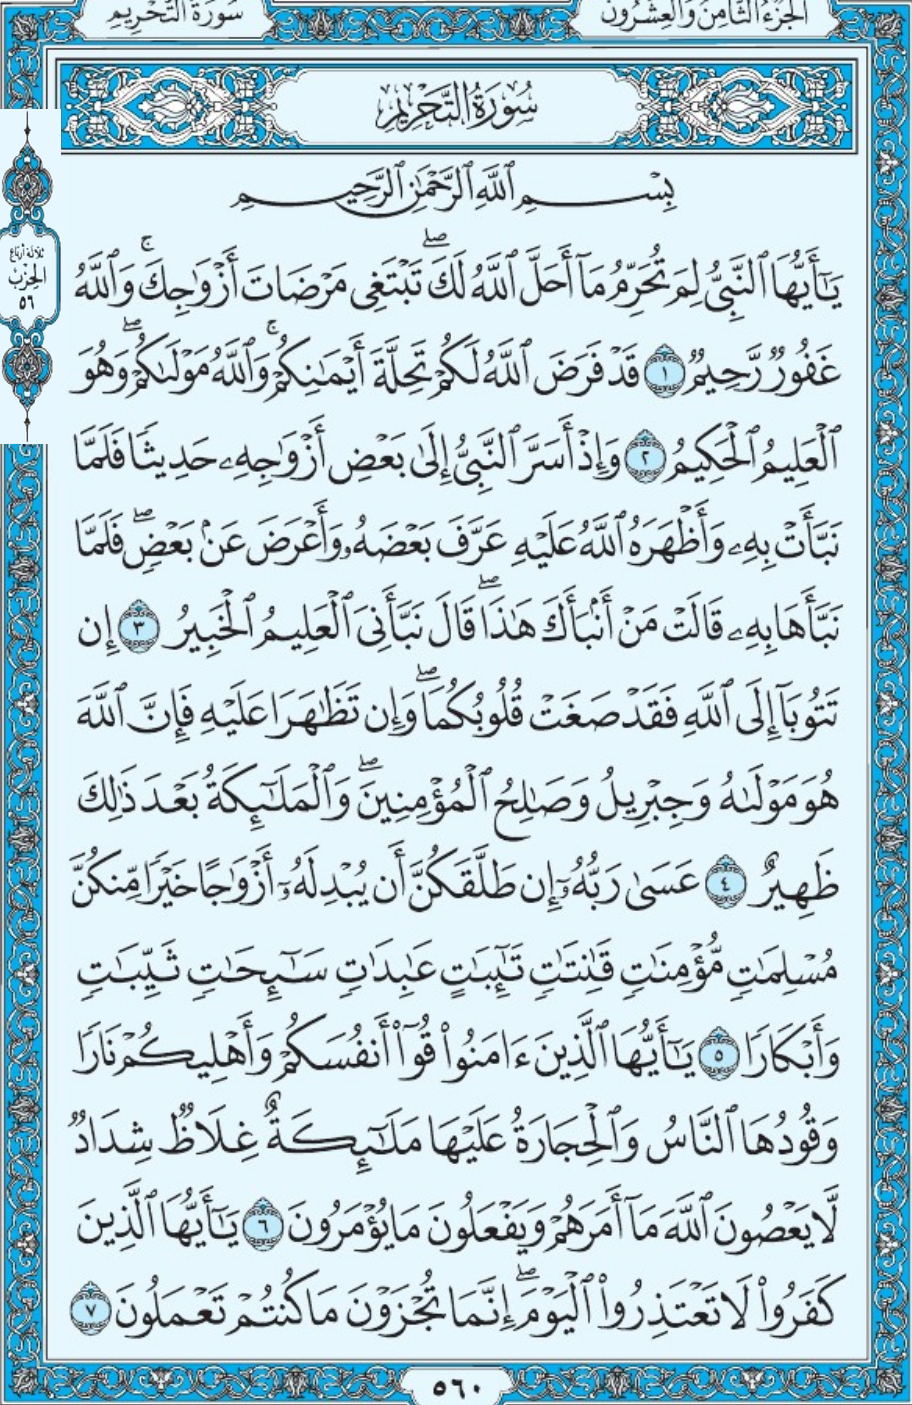 سُورَةُ التَّحْرِيمِ
الجُزْءُ الثَّامِنُ وَالعِشْرُونَ
سُورَةُ التَّحْرِيمِ
بِسْمِ ٱللَّهِ ٱلرَّحْمَٰنِ ٱلرَّحِيمِ
ثلاثة أرباع
الحزب
٥٦
يَٰٓأَيُّهَا ٱلنَّبِيُّ لِمَ تُحَرِّمُ مَآ أَحَلَّ ٱللَّهُ لَكَۖ تَبْتَغِي مَرْضَاتَ أَزْوَٰجِكَۚ وَٱللَّهُ
غَفُورٌ رَّحِيمٌ ١ قَدْ فَرَضَ ٱللَّهُ لَكُمْ تَحِلَّةَ أَيْمَٰنِكُمْۚ وَٱللَّهُ مَوْلَىٰكُمْۖ وَهُوَ
ٱلْعَلِيمُ ٱلْحَكِيمُ ٢ وَإِذْ أَسَرَّ ٱلنَّبِيُّ إِلَىٰ بَعْضِ أَزْوَٰجِهِۦ حَدِيثًا فَلَمَّا
نَبَّأَتْ بِهِۦ وَأَظْهَرَهُ ٱللَّهُ عَلَيْهِ عَرَّفَ بَعْضَهُۥ وَأَعْرَضَ عَنۢ بَعْضٍۖ فَلَمَّا
نَبَّأَهَا بِهِۦ قَالَتْ مَنْ أَنۢبَأَكَ هَٰذَاۖ قَالَ نَبَّأَنِيَ ٱلْعَلِيمُ ٱلْخَبِيرُ ٣ إِن
تَتُوبَآ إِلَى ٱللَّهِ فَقَدْ صَغَتْ قُلُوبُكُمَاۖ وَإِن تَظَٰهَرَا عَلَيْهِ فَإِنَّ ٱللَّهَ
هُوَ مَوْلَىٰهُ وَجِبْرِيلُ وَصَٰلِحُ ٱلْمُؤْمِنِينَۖ وَٱلْمَلَٰٓئِكَةُ بَعْدَ ذَٰلِكَ
ظَهِيرٌ ٤ عَسَىٰ رَبُّهُۥٓ إِن طَلَّقَكُنَّ أَن يُبْدِلَهُۥٓ أَزْوَٰجًا خَيْرًا مِّنكُنَّ
مُسْلِمَٰتٍ مُّؤْمِنَٰتٍ قَٰنِتَٰتٍ تَٰٓئِبَٰتٍ عَٰبِدَٰتٍ سَٰٓئِحَٰتٍ ثَيِّبَٰتٍ
وَأَبْكَارًا ٥ يَٰٓأَيُّهَا ٱلَّذِينَ ءَامَنُوا۟ قُوٓا۟ أَنفُسَكُمْ وَأَهْلِيكُمْ نَارًا
وَقُودُهَا ٱلنَّاسُ وَٱلْحِجَارَةُ عَلَيْهَا مَلَٰٓئِكَةٌ غِلَاظٌ شِدَادٌ
لَّا يَعْصُونَ ٱللَّهَ مَآ أَمَرَهُمْ وَيَفْعَلُونَ مَا يُؤْمَرُونَ ٦ يَٰٓأَيُّهَا ٱلَّذِينَ
كَفَرُوا۟ لَا تَعْتَذِرُوا۟ ٱلْيَوْمَۖ إِنَّمَا تُجْزَوْنَ مَا كُنتُمْ تَعْمَلُونَ ٧
٥٦٠